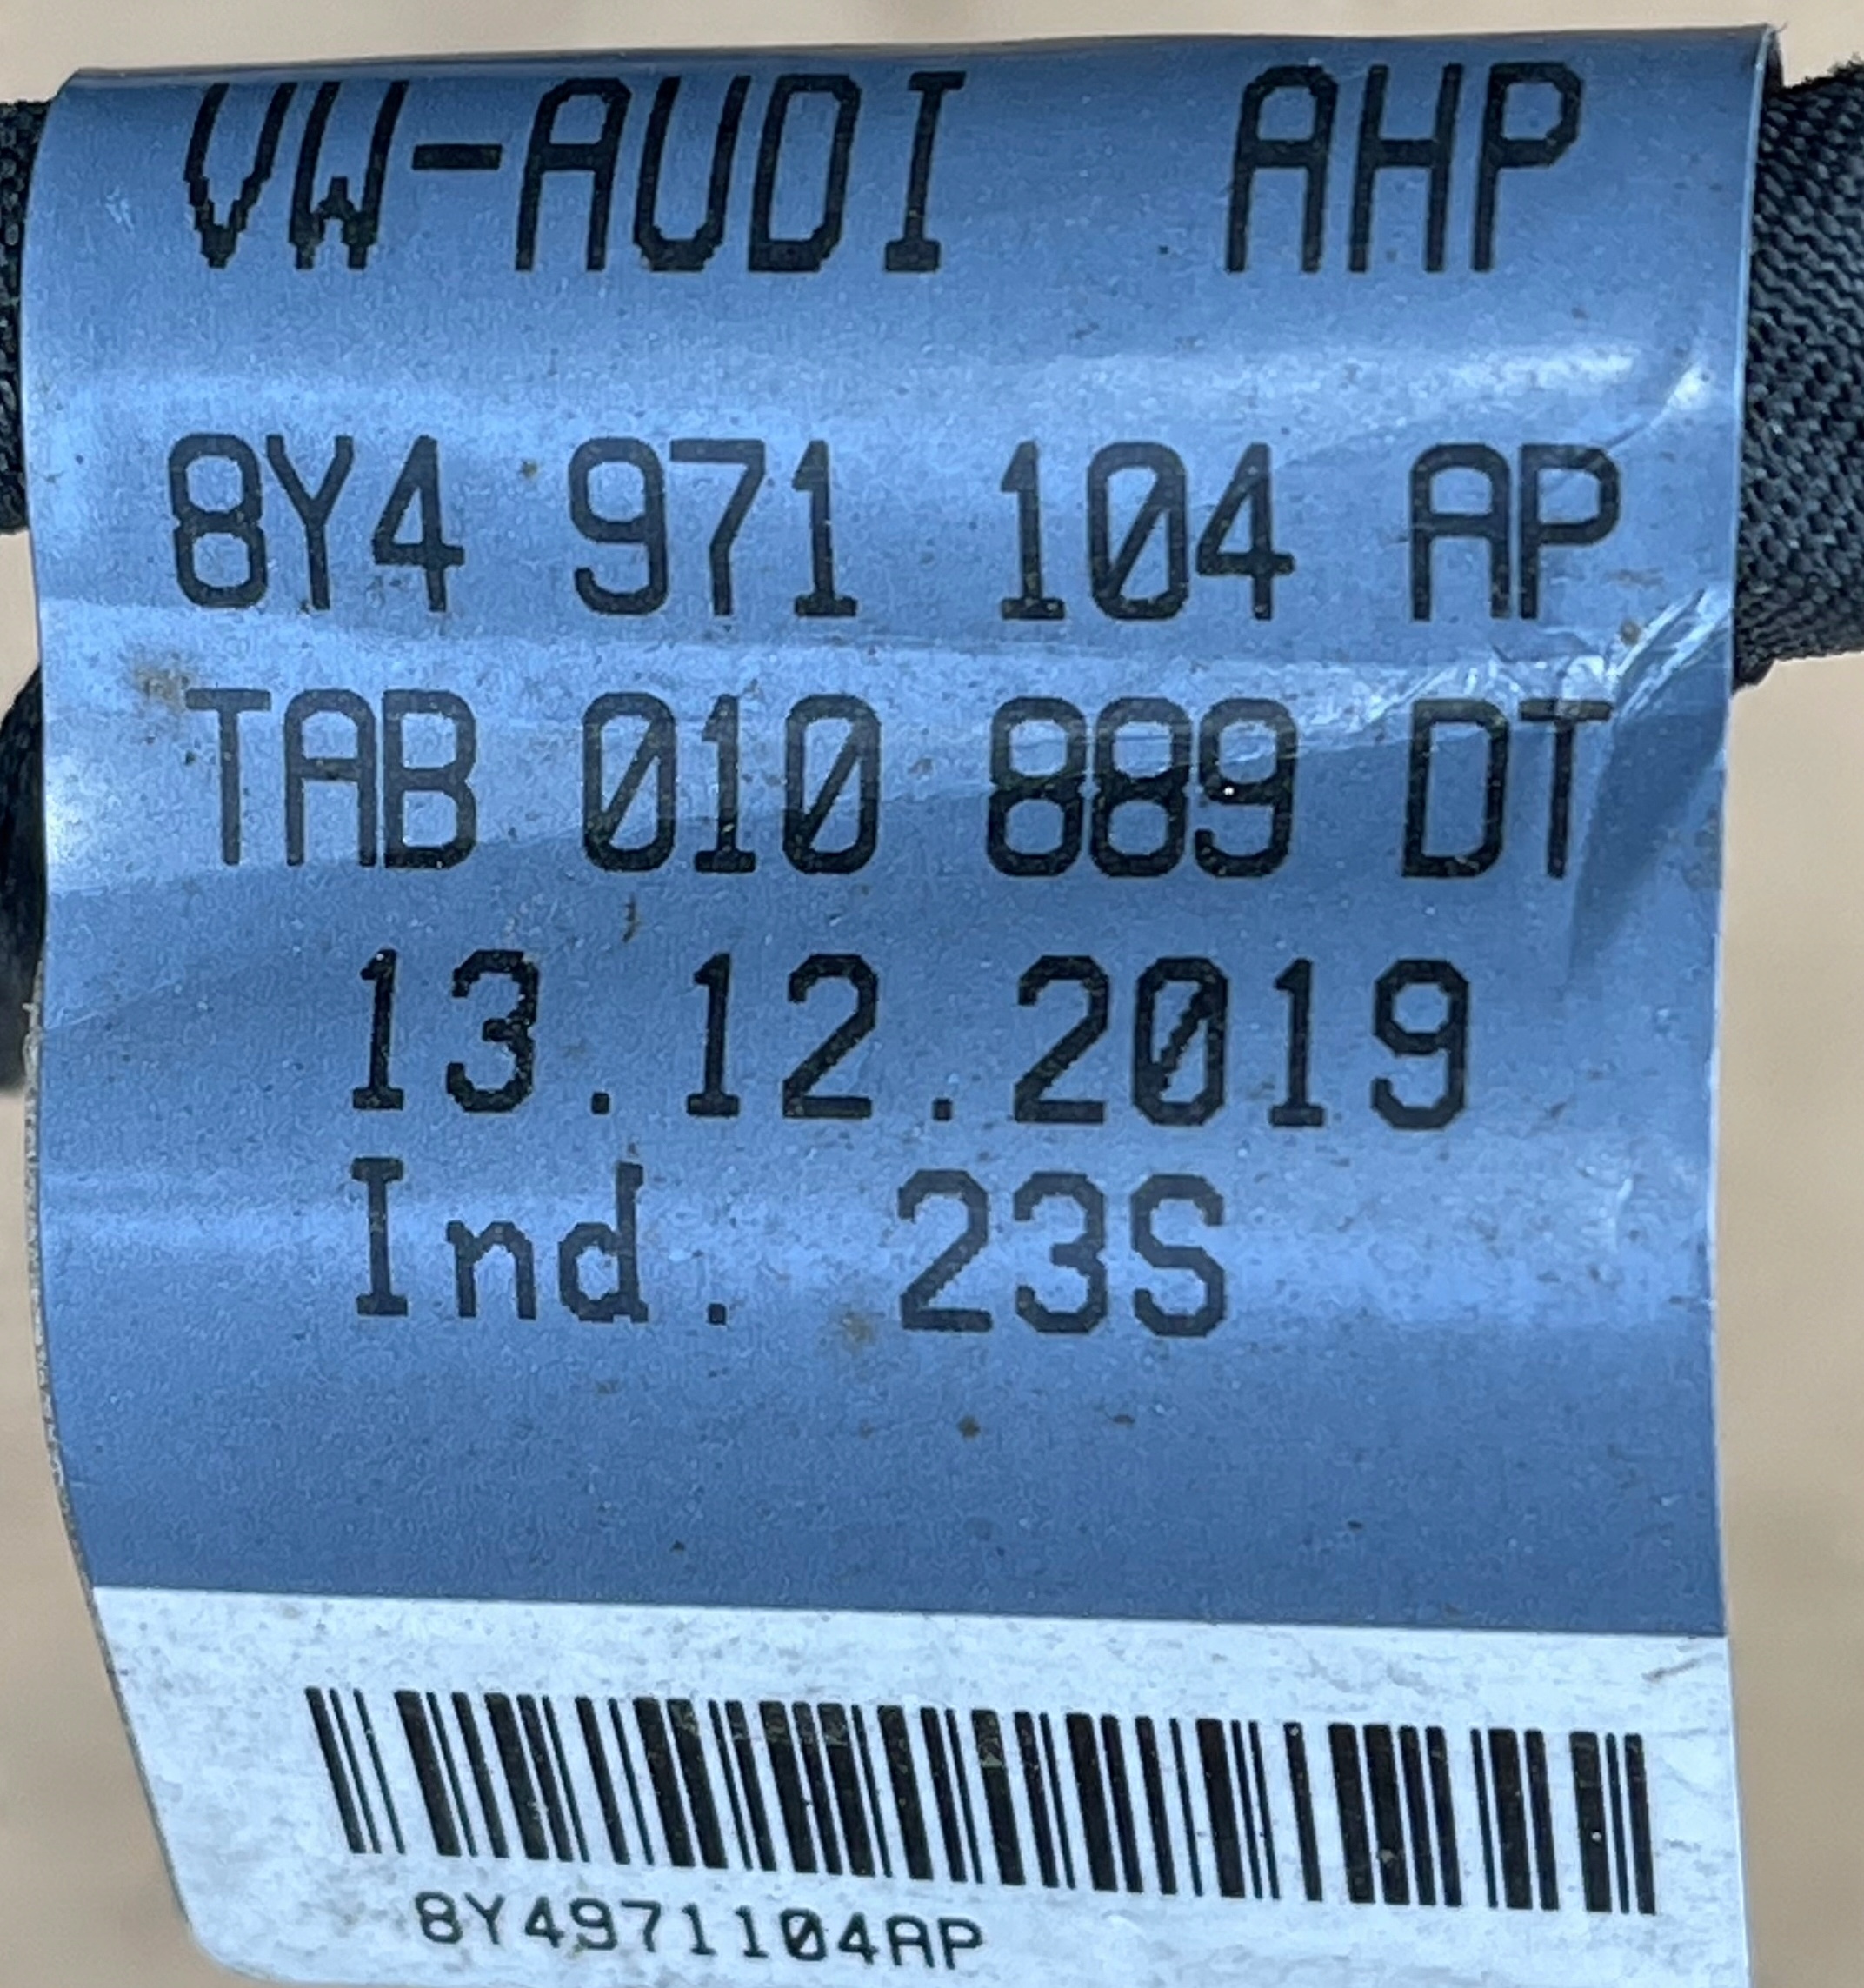 VW-AUDI AHP
8Y4 971 104 AP
TAB 010 889 DT
13.12.2019
Ind. 23S
8Y4971104AP